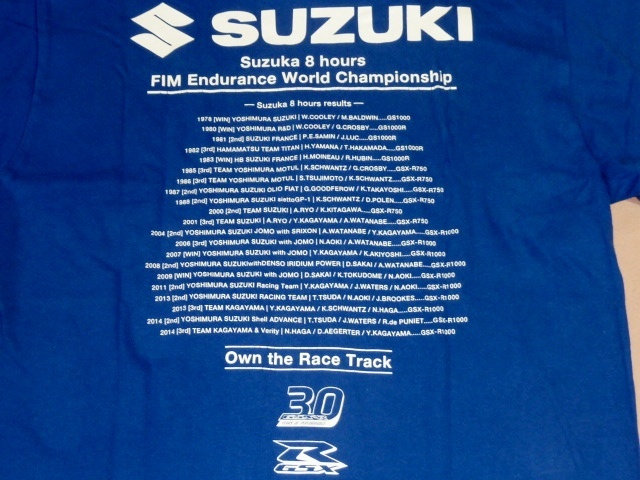 SUZUKI
Suzuka 8 hours
FIM Endurance World Championship
— Suzuka 8 hours results —
1978 [WIN] YOSHIMURA SUZUKI | W.COOLEY / M.BALDWIN.....GS1000
1980 [WIN] YOSHIMURA R&D | W.COOLEY / G.CROSBY.....GS1000R
1981 [2nd] SUZUKI FRANCE | P.E.SAMIN / J.LUC.....GS1000R
1982 [3rd] HAMAMATSU TEAM TITAN | H.YAMANA / T.HAKAMADA.....GS1000R
1983 [WIN] HB SUZUKI FRANCE | H.MOINEAU / R.HUBIN.....GS1000R
1985 [3rd] TEAM YOSHIMURA MOTUL | K.SCHWANTZ / G.CROSBY.....GSX-R750
1986 [3rd] TEAM YOSHIMURA MOTUL | S.TSUJIMOTO / K.SCHWANTZ.....GSX-R750
1987 [2nd] YOSHIMURA SUZUKI OLIO FIAT | G.GOODFEROW / K.TAKAYOSHI.....GSX-R750
1988 [2nd] YOSHIMURA SUZUKI siettoGP-1 | K.SCHWANTZ / D.POLEN.....GSX-R750
2000 [2nd] TEAM SUZUKI | A.RYO / K.KITAGAWA.....GSX-R750
2001 [3rd] TEAM SUZUKI | A.RYO / Y.KAGAYAMA / A.WATANABE.....GSX-R750
2004 [2nd] YOSHIMURA SUZUKI JOMO with SRIXON | A.WATANABE / Y.KAGAYAMA.....GSX-R1000
2006 [3rd] YOSHIMURA SUZUKI with JOMO | N.AOKI / A.WATANABE.....GSX-R1000
2007 [WIN] YOSHIMURA SUZUKI with JOMO | Y.KAGAYAMA / K.AKIYOSHI.....GSX-R1000
2008 [2nd] YOSHIMURA SUZUKIwithDENSO IRIDIUM POWER | D.SAKAI / A.WATANABE.....GSX-R1000
2009 [WIN] YOSHIMURA SUZUKI with JOMO | D.SAKAI / K.TOKUDOME / N.AOKI.....GSX-R1000
2011 [2nd] YOSHIMURA SUZUKI Racing Team | Y.KAGAYAMA / J.WATERS / N.AOKI.....GSX-R1000
2013 [2nd] YOSHIMURA SUZUKI RACING TEAM | T.TSUDA / N.AOKI / J.BROOKES.....GSX-R1000
2013 [3rd] TEAM KAGAYAMA | Y.KAGAYAMA / K.SCHWANTZ / N.HAGA.....GSX-R1000
2014 [2nd] YOSHIMURA SUZUKI Shell ADVANCE | T.TSUDA / J.WATERS / R.de PUNIET.....GSX-R1000
2014 [3rd] TEAM KAGAYAMA & Verity | N.HAGA / D.AEGERTER / Y.KAGAYAMA.....GSX-R1000
Own the Race Track
30
R
GSX